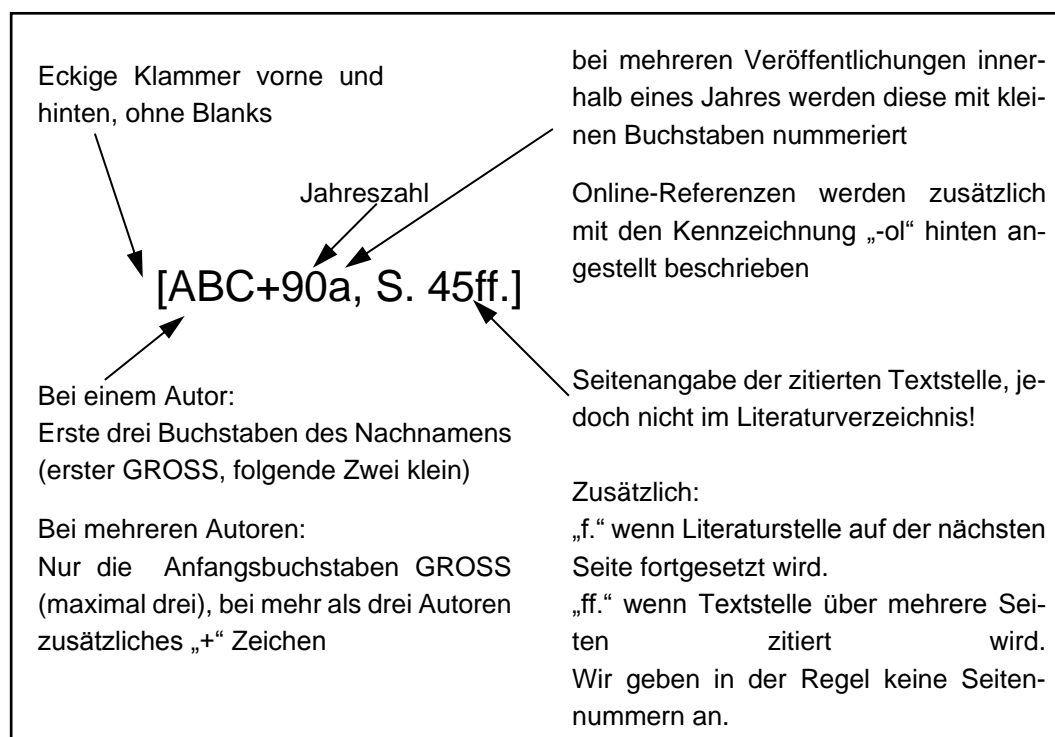 Eckige Klammer vorne und
hinten, ohne Blanks
bei mehreren Veröffentlichungen inner-
halb eines Jahres werden diese mit klei-
nen Buchstaben nummeriert
Jahreszahl
Online-Referenzen werden zusätzlich
mit den Kennzeichnung „-ol“ hinten an-
gestellt beschrieben
[ABC+90a, S. 45ff.]
Bei einem Autor:
Erste drei Buchstaben des Nachnamens
(erster GROSS, folgende Zwei klein)
Bei mehreren Autoren:
Nur die Anfangsbuchstaben GROSS
(maximal drei), bei mehr als drei Autoren
zusätzliches „+“ Zeichen
Seitenangabe der zitierten Textstelle, je-
doch nicht im Literaturverzeichnis!
Zusätzlich:
„f.“ wenn Literaturstelle auf der nächsten
Seite fortgesetzt wird.
„ff.“ wenn Textstelle über mehrere Sei-
ten zitiert wird.
Wir geben in der Regel keine Seiten-
nummern an.